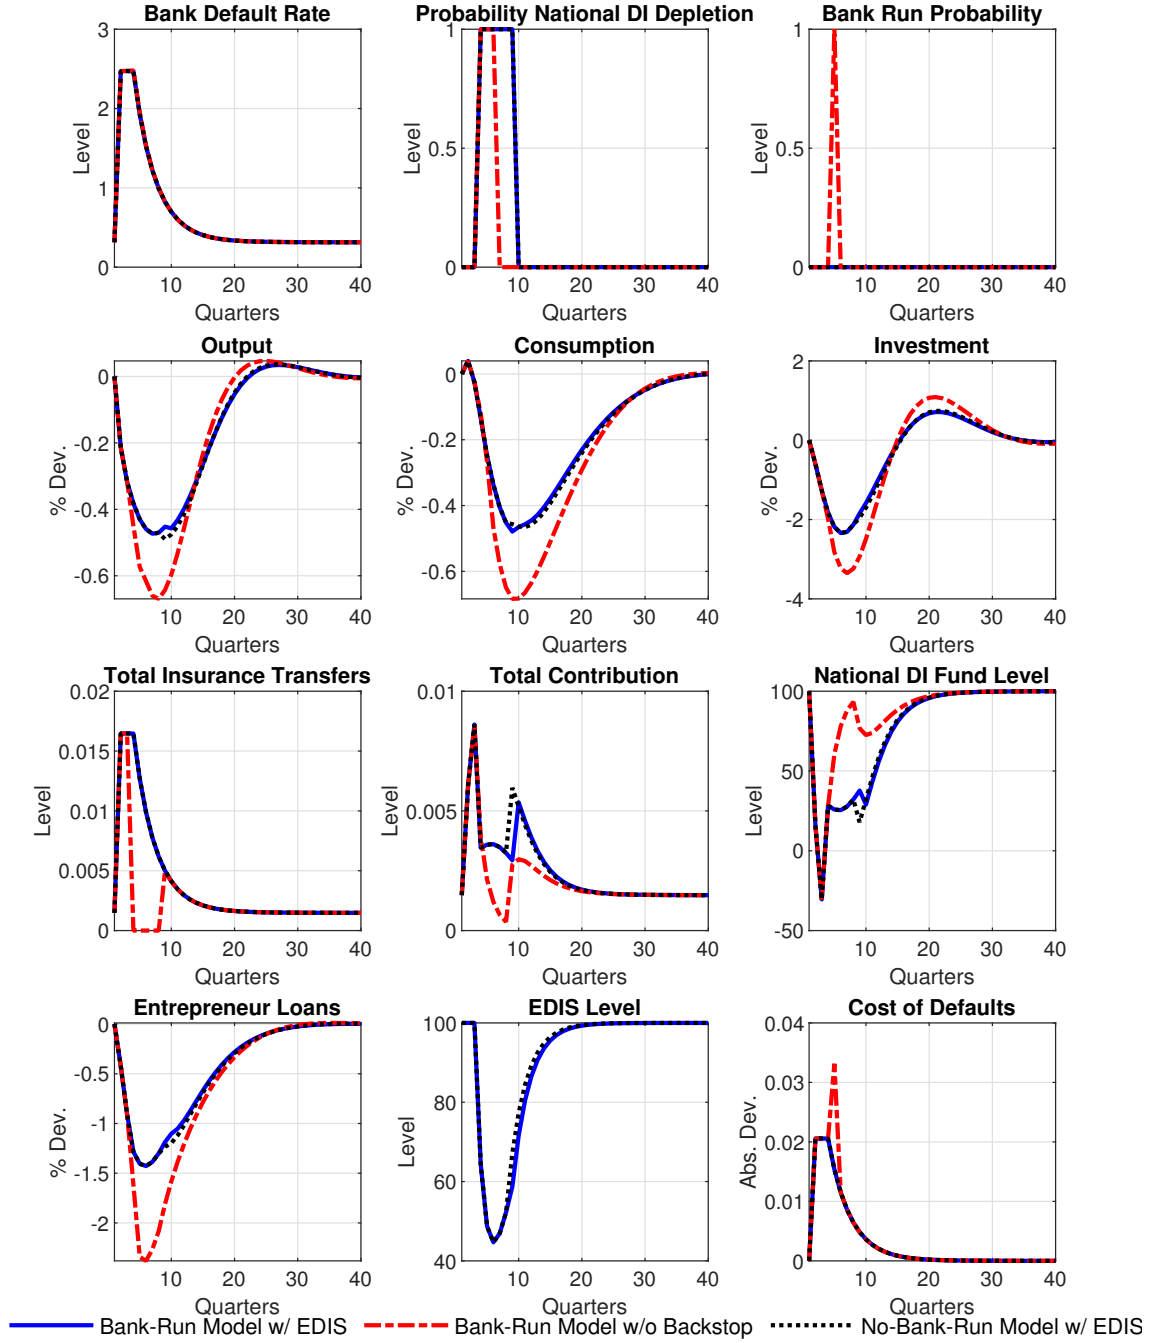 Bank Default Rate
Probability National DI Depletion
Bank Run Probability
3
2
1
0
Level
10 20 30 40
Quarters
1
0.5
0
Level
10 20 30 40
Quarters
1
0.5
0
Level
10 20 30 40
Quarters
Output
Consumption
Investment
0
-0.2
-0.4
-0.6
% Dev.
10 20 30 40
Quarters
0
-0.2
-0.4
-0.6
% Dev.
10 20 30 40
Quarters
2
0
-2
-4
% Dev.
10 20 30 40
Quarters
Total Insurance Transfers
Total Contribution
National DI Fund Level
0.02
0.015
0.01
0.005
0
Level
10 20 30 40
Quarters
0.01
0.005
0
Level
10 20 30 40
Quarters
100
50
0
-50
Level
10 20 30 40
Quarters
Entrepreneur Loans
EDIS Level
Cost of Defaults
0
-0.5
-1
-1.5
-2
% Dev.
10 20 30 40
Quarters
100
80
60
40
Level
10 20 30 40
Quarters
0.04
0.03
0.02
0.01
0
Abs. Dev.
10 20 30 40
Quarters
Bank-Run Model w/ EDIS
Bank-Run Model w/o Backstop
No-Bank-Run Model w/ EDIS